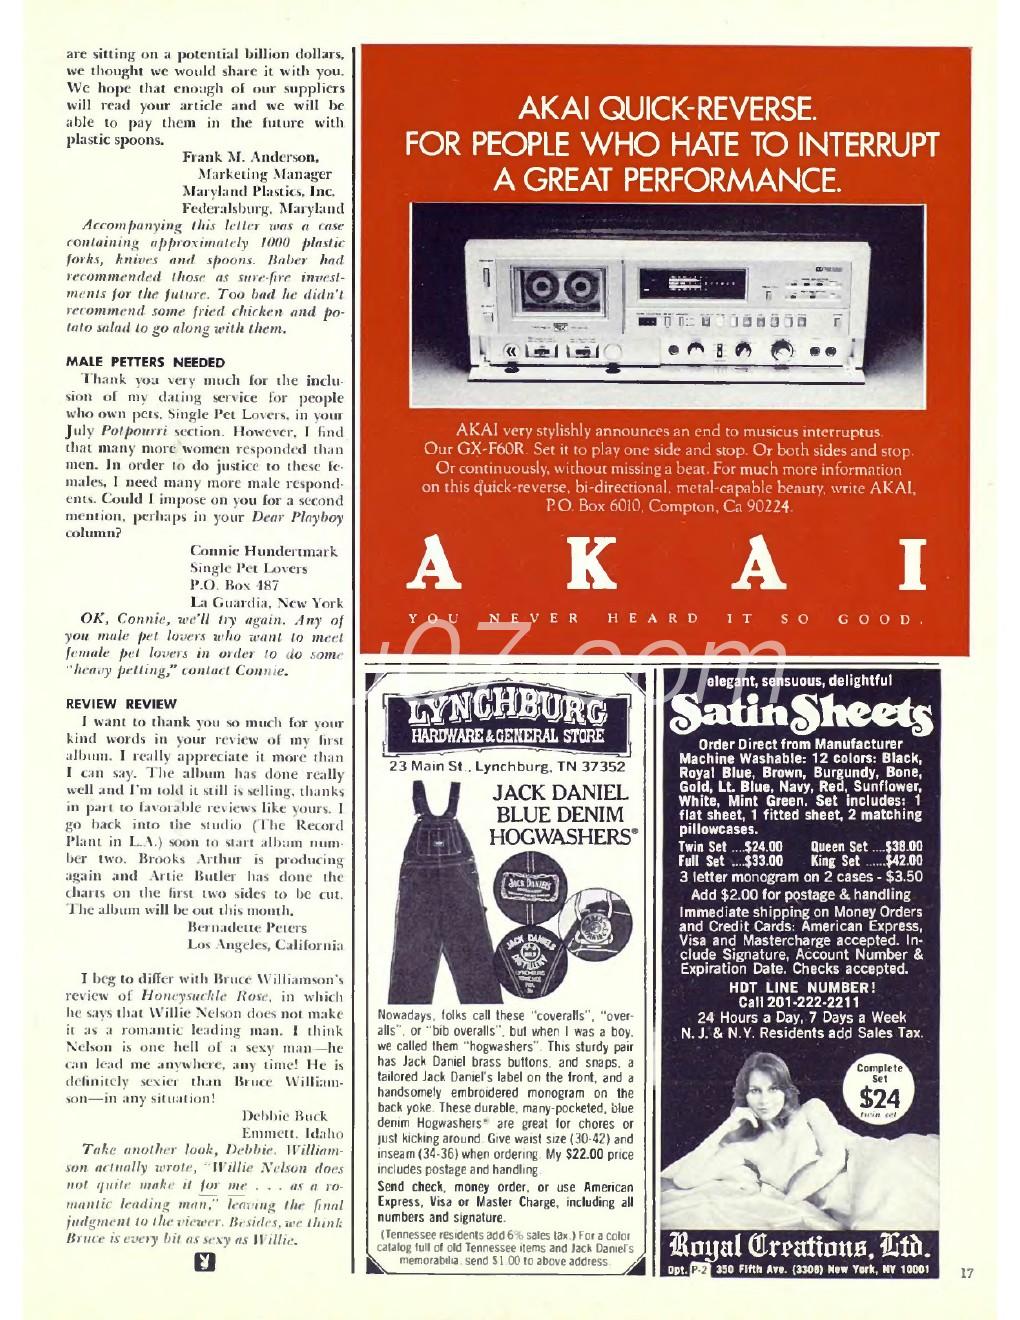 are sitting on a potential billion dollars,
we thought we would share it with you.
We hope that enough of our suppliers
will read your article and we will be
able to pay them in the future with
plastic spoons.
Frank M. Anderson,
Marketing Manager
Maryland Plastics, Inc.
Federalsburg, Maryland
Accompanying this letter was a case
containing approximately 1000 plastic
forks, knives and spoons. Baber had
recommended those as sure-fire invest-
ments for the future. Too bad he didn't
recommend some fried chicken and po-
tato salad to go along with them.
MALE PETTERS NEEDED
Thank you very much for the inclu-
sion of my dating service for people
who own pets, Single Pet Lovers, in your
July Potpourri section. However, I find
that many more women responded than
men. In order to do justice to these fe-
males, I need many more male respond-
ents. Could I impose on you for a second
mention, perhaps in your Dear Playboy
column?
Connie Hundertmark
Single Pet Lovers
P.O. Box 487
La Guardia, New York
OK, Connie, we'll try again. Any of
you male pet lovers who want to meet
female pet lovers in order to do some
"heavy petting," contact Connie.
REVIEW REVIEW
I want to thank you so much for your
kind words in your review of my first
album. I really appreciate it more than
I can say. The album has done really
well and I'm told it still is selling, thanks
in part to favorable reviews like yours. I
go back into the studio (The Record
Plant in L.A.) soon to start album num-
ber two. Brooks Arthur is producing
again and Artie Butler has done the
charts on the first two sides to be cut.
The album will be out this month.
Bernadette Peters
Los Angeles, California
I beg to differ with Bruce Williamson's
review of Honeysuckle Rose, in which
he says that Willie Nelson does not make
it as a romantic leading man. I think
Nelson is one hell of a sexy man—he
can lead me anywhere, any time! He is
definitely sexier than Bruce William-
son—in any situation!
Debbie Buck
Emmett, Idaho
Take another look, Debbie. William-
son actually wrote, "Willie Nelson does
not quite make it for me . . . as a ro-
mantic leading man," leaving the final
judgment to the viewer. Besides, we think
Bruce is every bit as sexy as Willie.
AKAI QUICK-REVERSE.
FOR PEOPLE WHO HATE TO INTERRUPT
A GREAT PERFORMANCE.
AKAI very stylishly announces an end to musicus interruptus.
Our GX-F60R. Set it to play one side and stop. Or both sides and stop.
Or continuously, without missing a beat. For much more information
on this quick-reverse, bi-directional, metal-capable beauty, write AKAI,
P.O. Box 6010, Compton, Ca 90224.
AKAI
YOU NEVER HEARD IT SO GOOD.
LYNCHBURG
HARDWARE & GENERAL STORE
23 Main St., Lynchburg, TN 37352
JACK DANIEL
BLUE DENIM
HOGWASHERS®
JACK DANIEL'S
JACK DANIEL'S
DISTILLERY
Nowadays, folks call these "coveralls", "over-
alls", or "bib overalls", but when I was a boy,
we called them "hogwashers". This sturdy pair
has Jack Daniel brass buttons, and snaps, a
tailored Jack Daniel's label on the front, and a
handsomely embroidered monogram on the
back yoke. These durable, many-pocketed, blue
denim Hogwashers® are great for chores or
just kicking around. Give waist size (30-42) and
inseam (34-36) when ordering. My $22.00 price
includes postage and handling.
Send check, money order, or use American
Express, Visa or Master Charge, including all
numbers and signature.
(Tennessee residents add 6% sales tax.) For a color
catalog full of old Tennessee items and Jack Daniel's
memorabilia, send $1.00 to above address.
elegant, sensuous, delightful
Satin Sheets
Order Direct from Manufacturer
Machine Washable: 12 colors: Black,
Royal Blue, Brown, Burgundy, Bone,
Gold, Lt. Blue, Navy, Red, Sunflower,
White, Mint Green. Set includes: 1
flat sheet, 1 fitted sheet, 2 matching
pillowcases.
Twin Set ...$24.00 Queen Set ...$38.00
Full Set ...$33.00 King Set ......$42.00
3 letter monogram on 2 cases - $3.50
Add $2.00 for postage & handling
Immediate shipping on Money Orders
and Credit Cards: American Express,
Visa and Mastercharge accepted. In-
clude Signature, Account Number &
Expiration Date. Checks accepted.
HOT LINE NUMBER!
Call 201-222-2211
24 Hours a Day, 7 Days a Week
N.J. & N.Y. Residents add Sales Tax.
Complete
Set
$24
twin set
Royal Creations, Ltd.
Dpt. P-2 350 Fifth Ave. (3308) New York, NY 10001
17